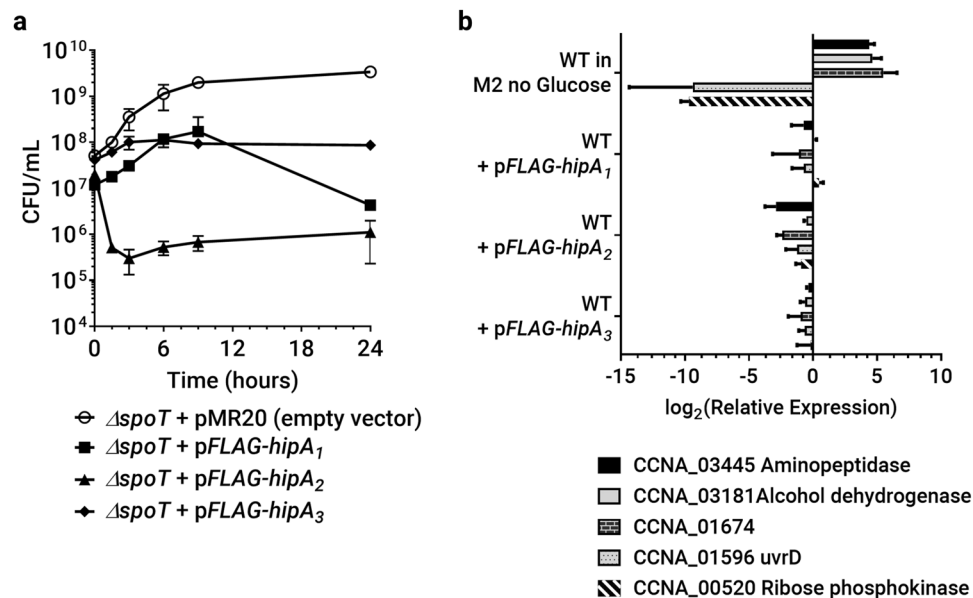 a
10^10
10^9
10^8
10^7
10^6
10^5
10^4
CFU/mL
0
6
12
18
24
Time (hours)
ΔspoT + pMR20 (empty vector)
ΔspoT + pFLAG-hipA1
ΔspoT + pFLAG-hipA2
ΔspoT + pFLAG-hipA3
b
WT in
M2 no Glucose
WT
+ pFLAG-hipA1
WT
+ pFLAG-hipA2
WT
+ pFLAG-hipA3
-15
-10
-5
0
5
10
log2(Relative Expression)
CCNA_03445 Aminopeptidase
CCNA_03181Alcohol dehydrogenase
CCNA_01674
CCNA_01596 uvrD
CCNA_00520 Ribose phosphokinase